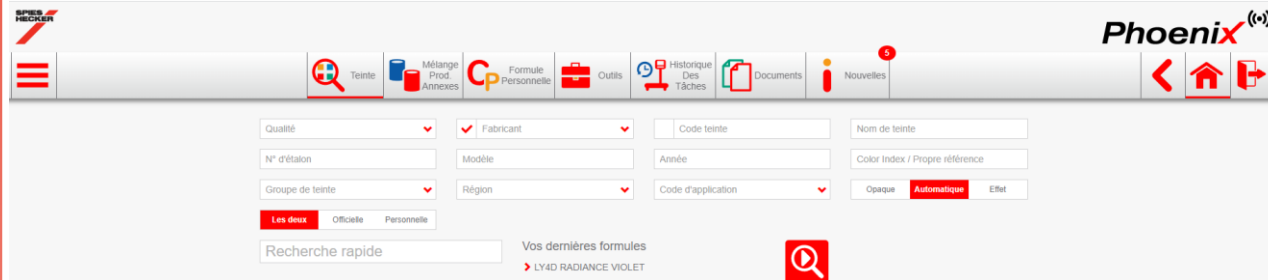 SPIES
HECKER
Phoenix
5
Teinte
Mélange
Prod.
Annexes
CP
Formule
Personnelle
Outils
Historique
Des
Tâches
Documents
Nouvelles
Qualité
Fabricant
Code teinte
Nom de teinte
N° d'étalon
Modèle
Année
Color Index / Propre référence
Groupe de teinte
Région
Code d'application
Opaque Automatique Effet
Les deux Officielle Personnelle
Recherche rapide
Vos dernières formules
LY4D RADIANCE VIOLET